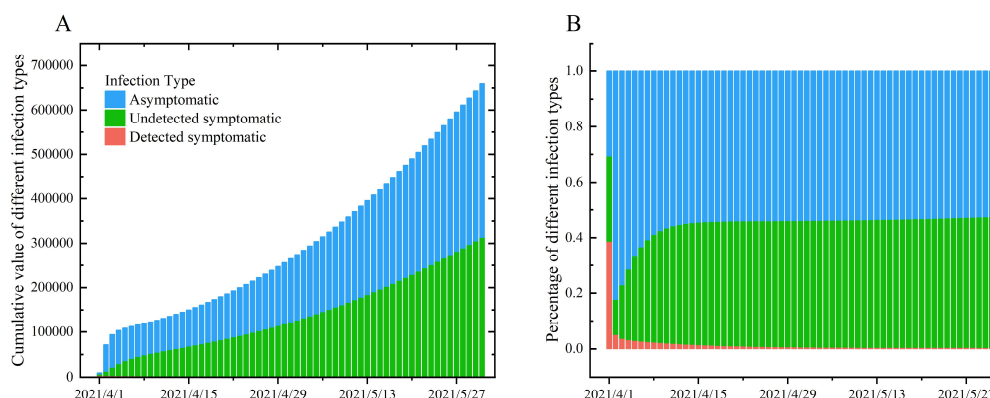 A
Cumulative value of different infection types
700000
600000
500000
400000
300000
200000
100000
0
Infection Type
Asymptomatic
Undetected symptomatic
Detected symptomatic
2021/4/1 2021/4/15 2021/4/29 2021/5/13 2021/5/27
B
Percentage of different infection types
1.0
0.8
0.6
0.4
0.2
0.0
2021/4/1 2021/4/15 2021/4/29 2021/5/13 2021/5/27